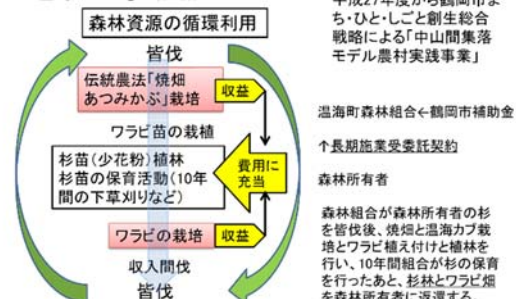 森林資源の循環利用
皆伐
伝統農法「焼畑
あつみかぶ」栽培
収益
ワラビ苗の栽植
杉苗(少花粉)植林
杉苗の保育活動(10年
間の下草刈りなど)
費用に
充当
ワラビの栽培
収益
収入間伐
皆伐
平成27年度から鶴岡市ま
ち・ひと・しごと創生総合
戦略による「中山間集落
モデル農村実践事業」
温海町森林組合←鶴岡市補助金
↑長期施業受委託契約
森林所有者
森林組合が森林所有者の杉
を皆伐後、焼畑と温海カブ栽
培とワラビ植え付けと植林を
行い、10年間組合が杉の保育
を行ったあと、杉林とワラビ畑
を森林所有者に返還する